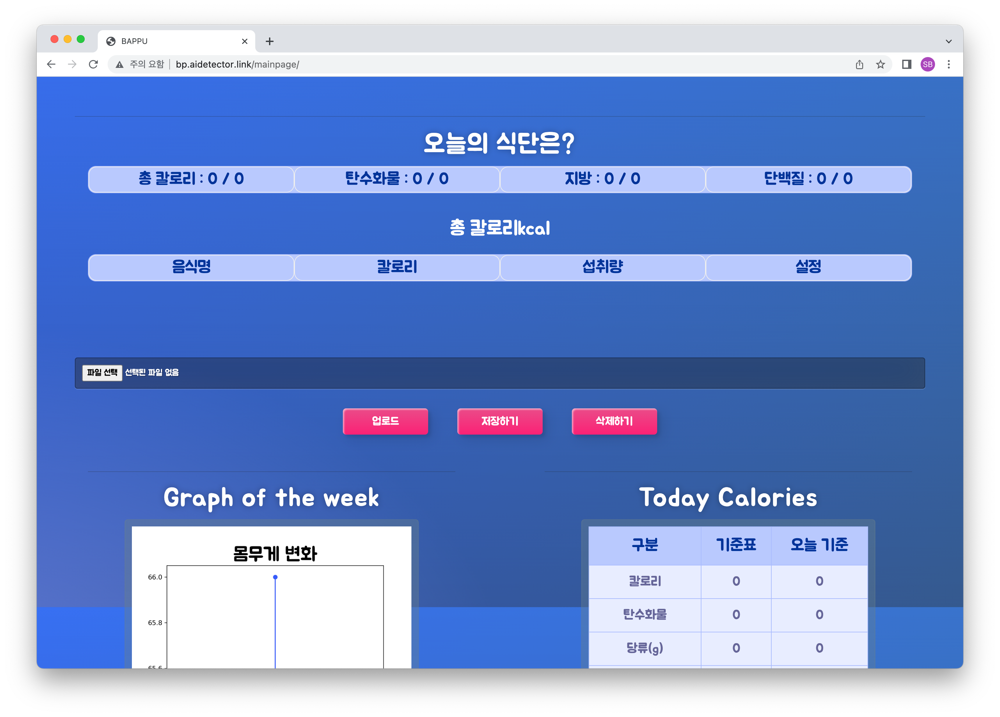 BAPPU
주의 요함 bp.aidetector.link/mainpage/ SB
오늘의 식단은?
총 칼로리 : 0 / 0 탄수화물 : 0 / 0 지방 : 0 / 0 단백질 : 0 / 0
총 칼로리kcal
음식명 칼로리 섭취량 설정
파일 선택 선택된 파일 없음
업로드 저장하기 삭제하기
Graph of the week
몸무게 변화
66.0
65.8
65.6
Today Calories
구분 기준표 오늘 기준
칼로리 0 0
탄수화물 0 0
당류(g) 0 0